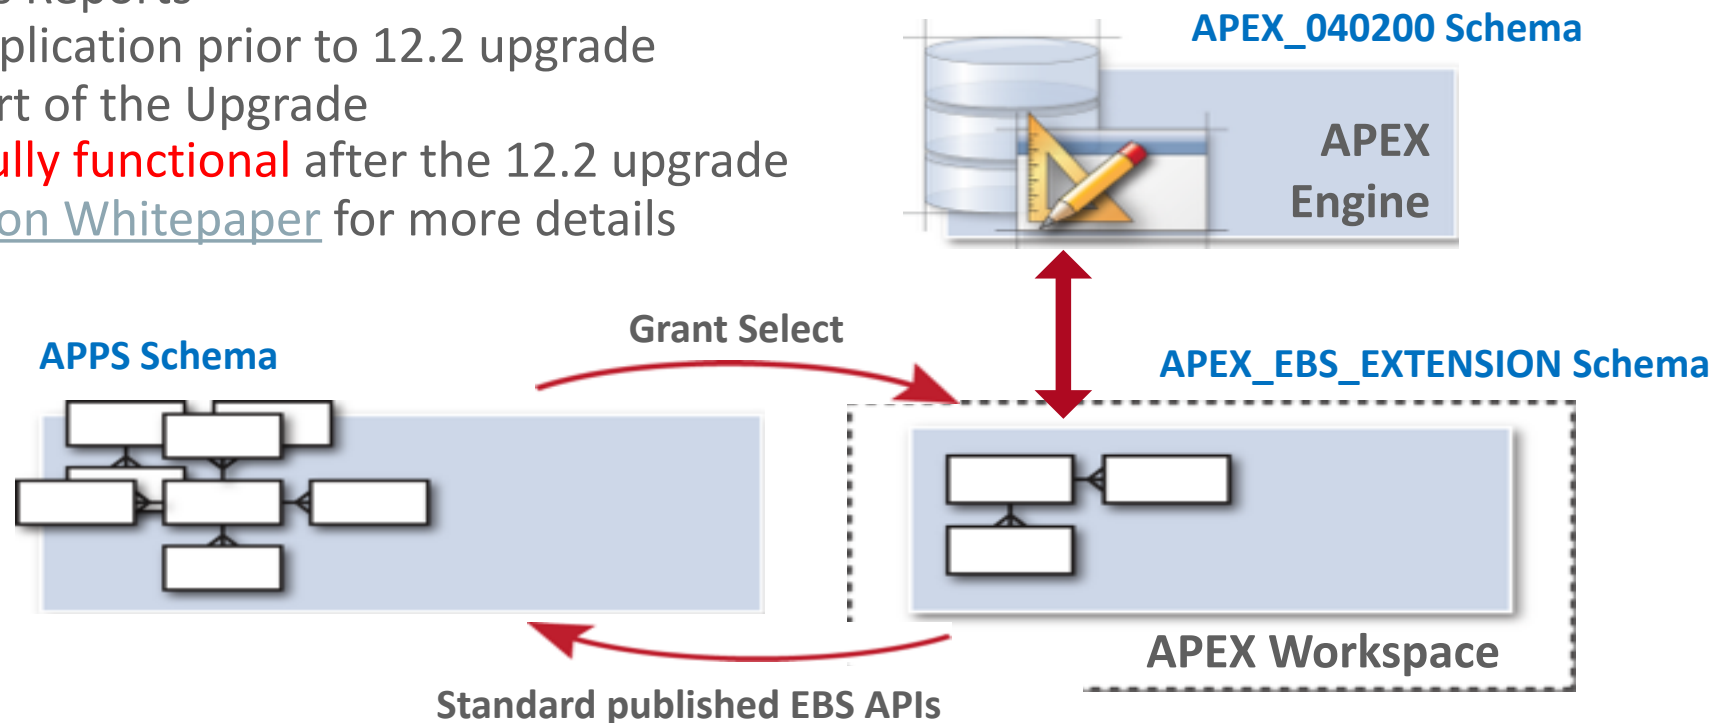 Reports
plication prior to 12.2 upgrade
rt of the Upgrade
ully functional after the 12.2 upgrade
on Whitepaper for more details
APEX_040200 Schema
APEX
Engine
Grant Select
APPS Schema
APEX_EBS_EXTENSION Schema
APEX Workspace
Standard published EBS APIs